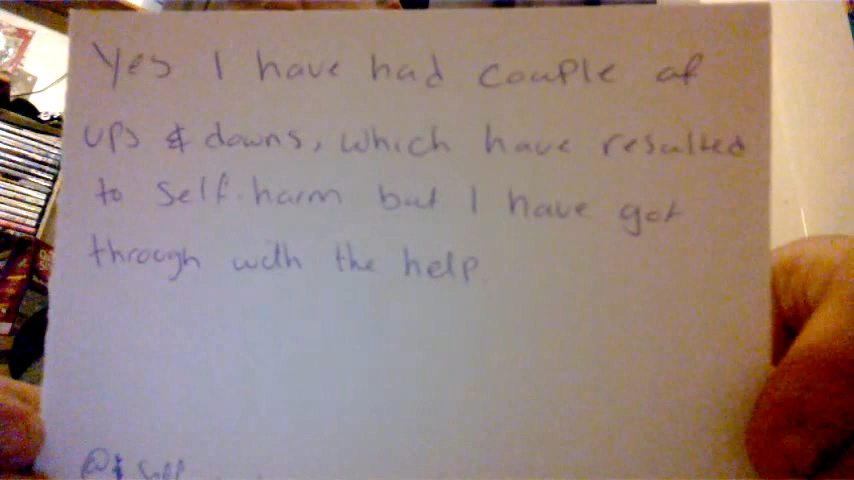 Yes I have had couple of
ups & downs, which have resulted
to self-harm but I have got
through with the help.